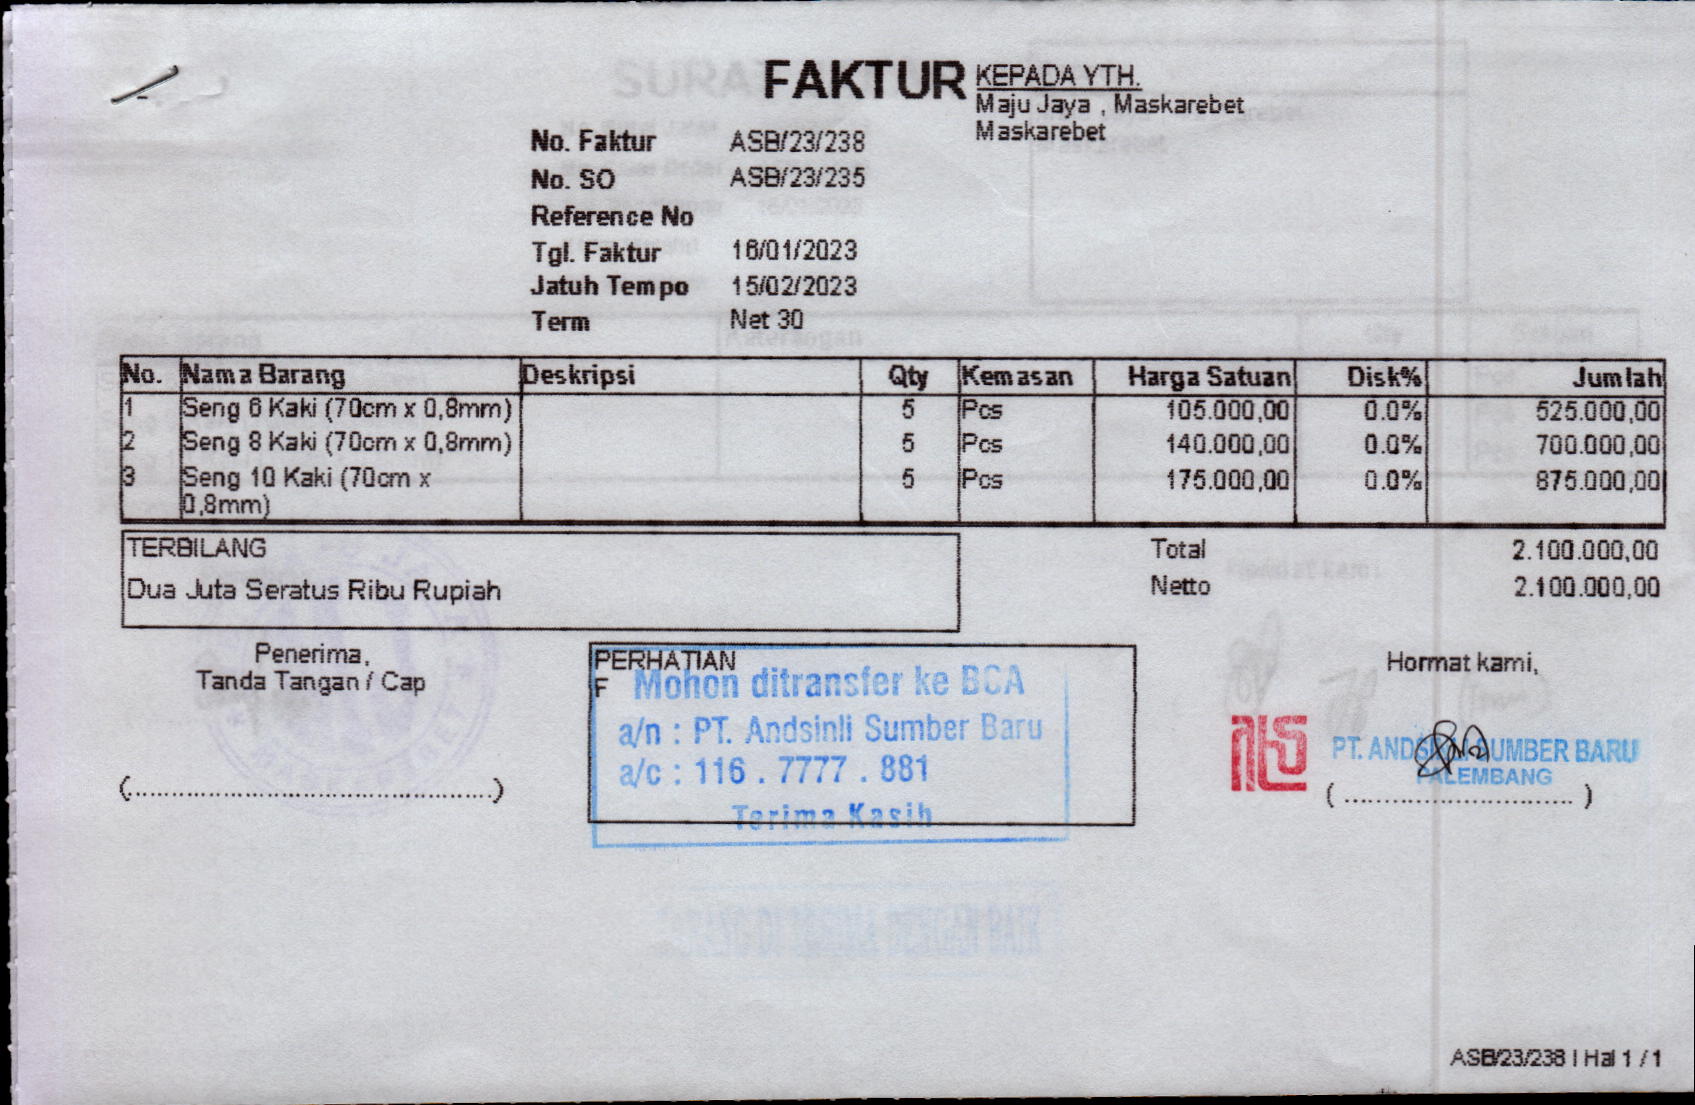 FAKTUR
KEPADA YTH.
Maju Jaya , Maskarebet
Maskarebet
No. Faktur ASB/23/238
No. SO ASB/23/235
Reference No
Tgl. Faktur 16/01/2023
Jatuh Tempo 15/02/2023
Term Net 30
No. Nama Barang Deskripsi Qty Kemasan Harga Satuan Disk% Jumlah
1 Seng 6 Kaki (70cm x 0,8mm) 5 Pcs 105.000,00 0.0% 525.000,00
2 Seng 8 Kaki (70cm x 0,8mm) 5 Pcs 140.000,00 0.0% 700.000,00
3 Seng 10 Kaki (70cm x 5 Pcs 175.000,00 0.0% 875.000,00
0,8mm)
TERBILANG
Dua Juta Seratus Ribu Rupiah
Total 2.100.000,00
Netto 2.100.000,00
Penerima,
Tanda Tangan / Cap
(................................................)
PERHATIAN
F
Mohon ditransfer ke BCA
a/n : PT. Andsinli Sumber Baru
a/c : 116 . 7777 . 881
Terima Kasih
Hormat kami,
PT. ANDSINLI SUMBER BARU
PALEMBANG
( .............................. )
ASB/23/238 | Hal 1 / 1